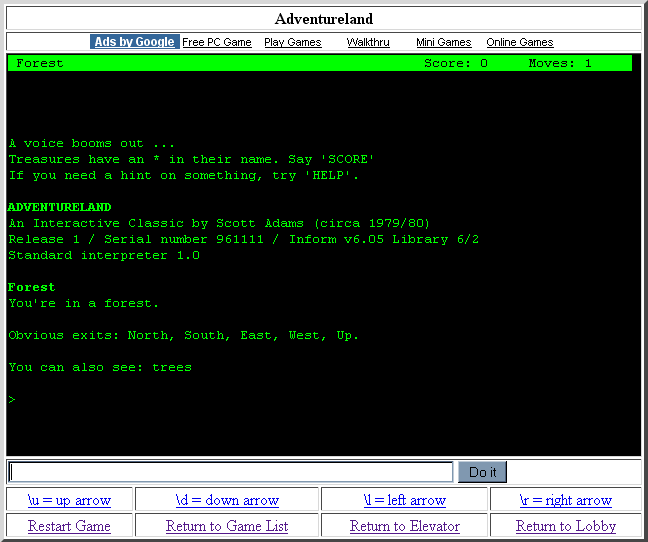 Adventureland
Ads by Google Free PC Game Play Games Walkthru Mini Games Online Games
Forest Score: 0 Moves: 1
A voice booms out ...
Treasures have an * in their name. Say 'SCORE'
If you need a hint on something, try 'HELP'.
ADVENTURELAND
An Interactive Classic by Scott Adams (circa 1979/80)
Release 1 / Serial number 961111 / Inform v6.05 Library 6/2
Standard interpreter 1.0
Forest
You're in a forest.
Obvious exits: North, South, East, West, Up.
You can also see: trees
>
Do it
\u = up arrow \d = down arrow \l = left arrow \r = right arrow
Restart Game Return to Game List Return to Elevator Return to Lobby